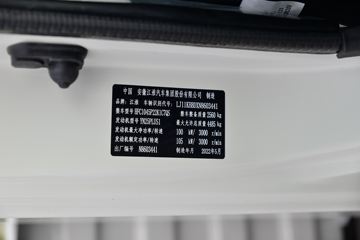 中国 安徽江淮汽车集团股份有限公司 制造
品牌 江淮 车辆识别代号: LJ11KBBDXN8603441
整车型号 HFC1045P22K1C7QS 整车整备质量 2560 kg
发动机型号 YN25PLUS1 最大允许总质量 4495 kg
发动机最大净功率/转速 100 kW/ 3000 r/min
发动机额定功率/转速 105 kW/ 3000 r/min
出厂编号 N8603441 制造年月 2022年5月